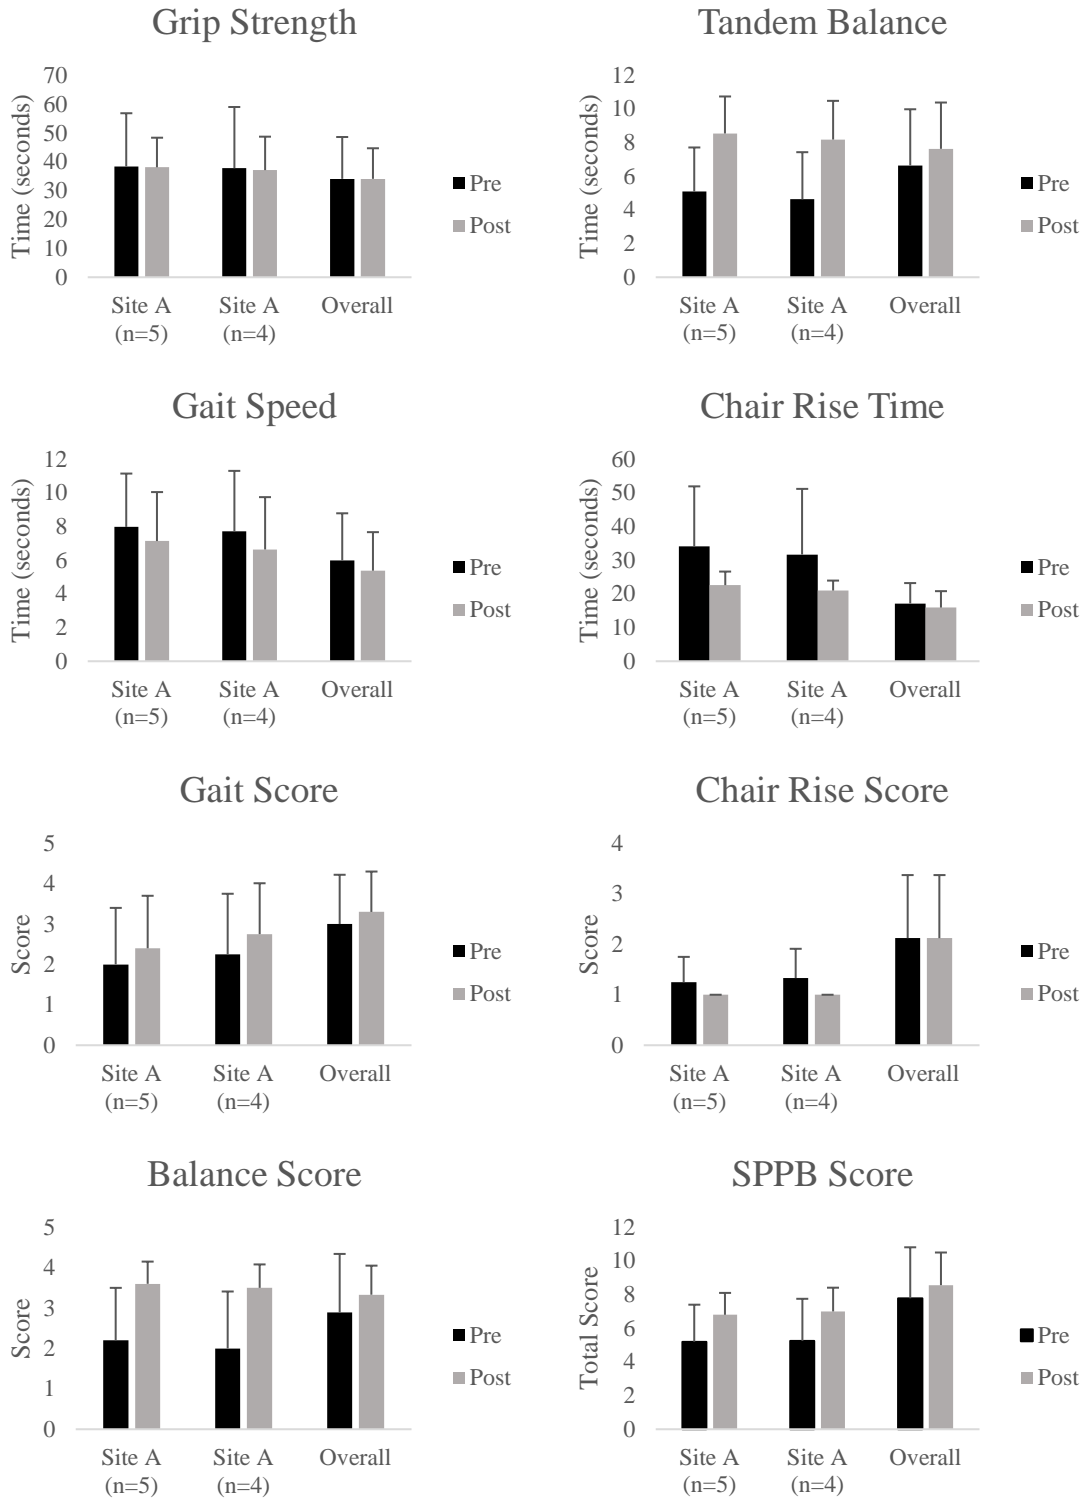 Grip Strength
Time (seconds)
70
60
50
40
30
20
10
0
Site A
(n=5)
Site A
(n=4)
Overall
Pre
Post
Tandem Balance
Time (seconds)
12
10
8
6
4
2
0
Site A
(n=5)
Site A
(n=4)
Overall
Pre
Post
Gait Speed
Time (seconds)
12
10
8
6
4
2
0
Site A
(n=5)
Site A
(n=4)
Overall
Pre
Post
Chair Rise Time
Time (seconds)
60
50
40
30
20
10
0
Site A
(n=5)
Site A
(n=4)
Overall
Pre
Post
Gait Score
Score
5
4
3
2
1
0
Site A
(n=5)
Site A
(n=4)
Overall
Pre
Post
Chair Rise Score
Score
4
3
2
1
0
Site A
(n=5)
Site A
(n=4)
Overall
Pre
Post
Balance Score
Score
5
4
3
2
1
0
Site A
(n=5)
Site A
(n=4)
Overall
Pre
Post
SPPB Score
Total Score
12
10
8
6
4
2
0
Site A
(n=5)
Site A
(n=4)
Overall
Pre
Post